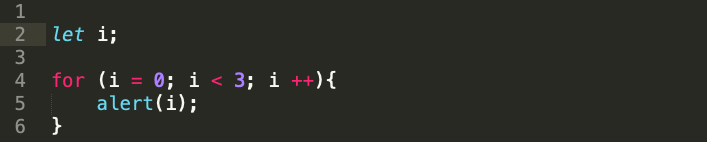 1
2 let i;
3
4 for (i = 0; i < 3; i ++){
5     alert(i);
6 }